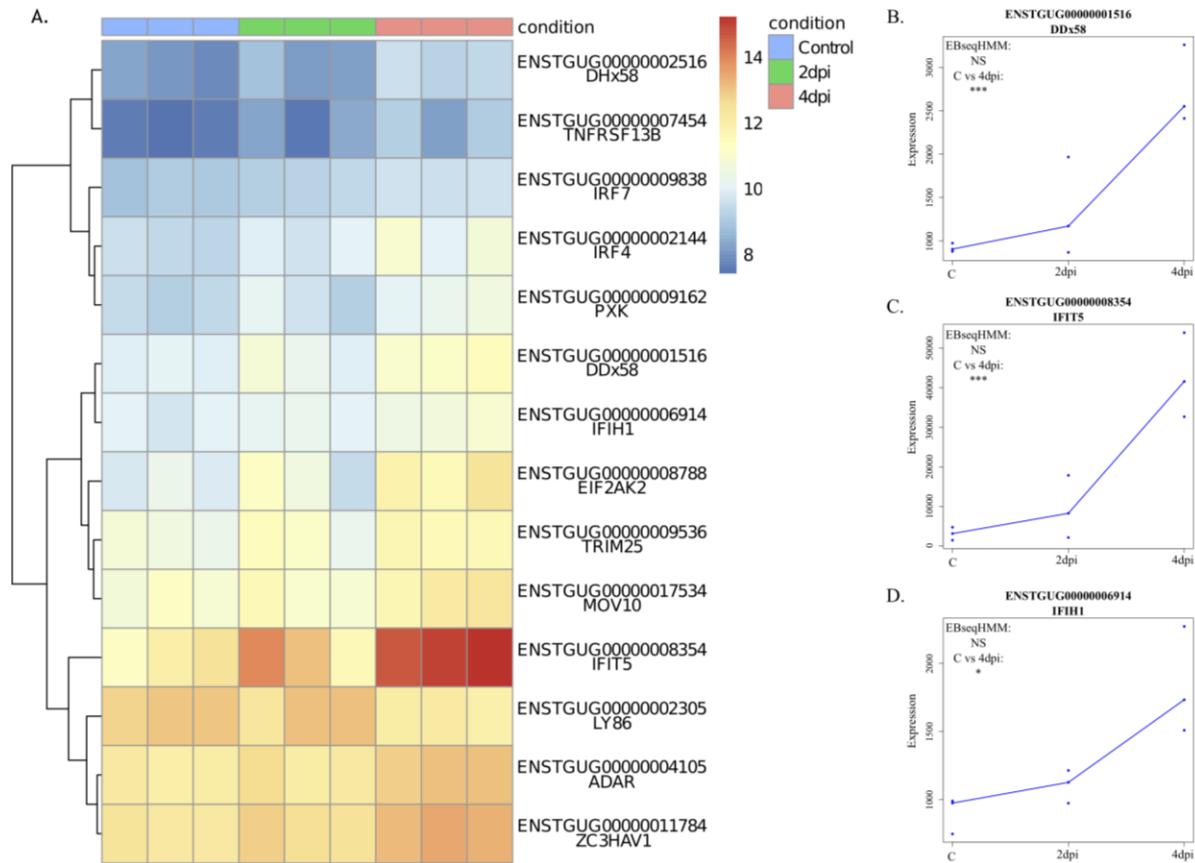 A.
condition
ENSTGUG00000002516
DHx58
ENSTGUG00000007454
TNFRSF13B
ENSTGUG00000009838
IRF7
ENSTGUG00000002144
IRF4
ENSTGUG00000009162
PXK
ENSTGUG00000001516
DDx58
ENSTGUG00000006914
IFIH1
ENSTGUG00000008788
EIF2AK2
ENSTGUG00000009536
TRIM25
ENSTGUG00000017534
MOV10
ENSTGUG00000008354
IFIT5
ENSTGUG00000002305
LY86
ENSTGUG00000004105
ADAR
ENSTGUG00000011784
ZC3HAV1
14
12
10
8
condition
Control
2dpi
4dpi
B.
ENSTGUG00000001516
DDx58
EBseqHMM:
NS
C vs 4dpi:
***
Expression
3000
2500
2000
1500
1000
C
2dpi
4dpi
C.
ENSTGUG00000008354
IFIT5
EBseqHMM:
NS
C vs 4dpi:
***
Expression
50000
40000
30000
20000
10000
0
C
2dpi
4dpi
D.
ENSTGUG00000006914
IFIH1
EBseqHMM:
NS
C vs 4dpi:
*
Expression
2000
1500
1000
C
2dpi
4dpi